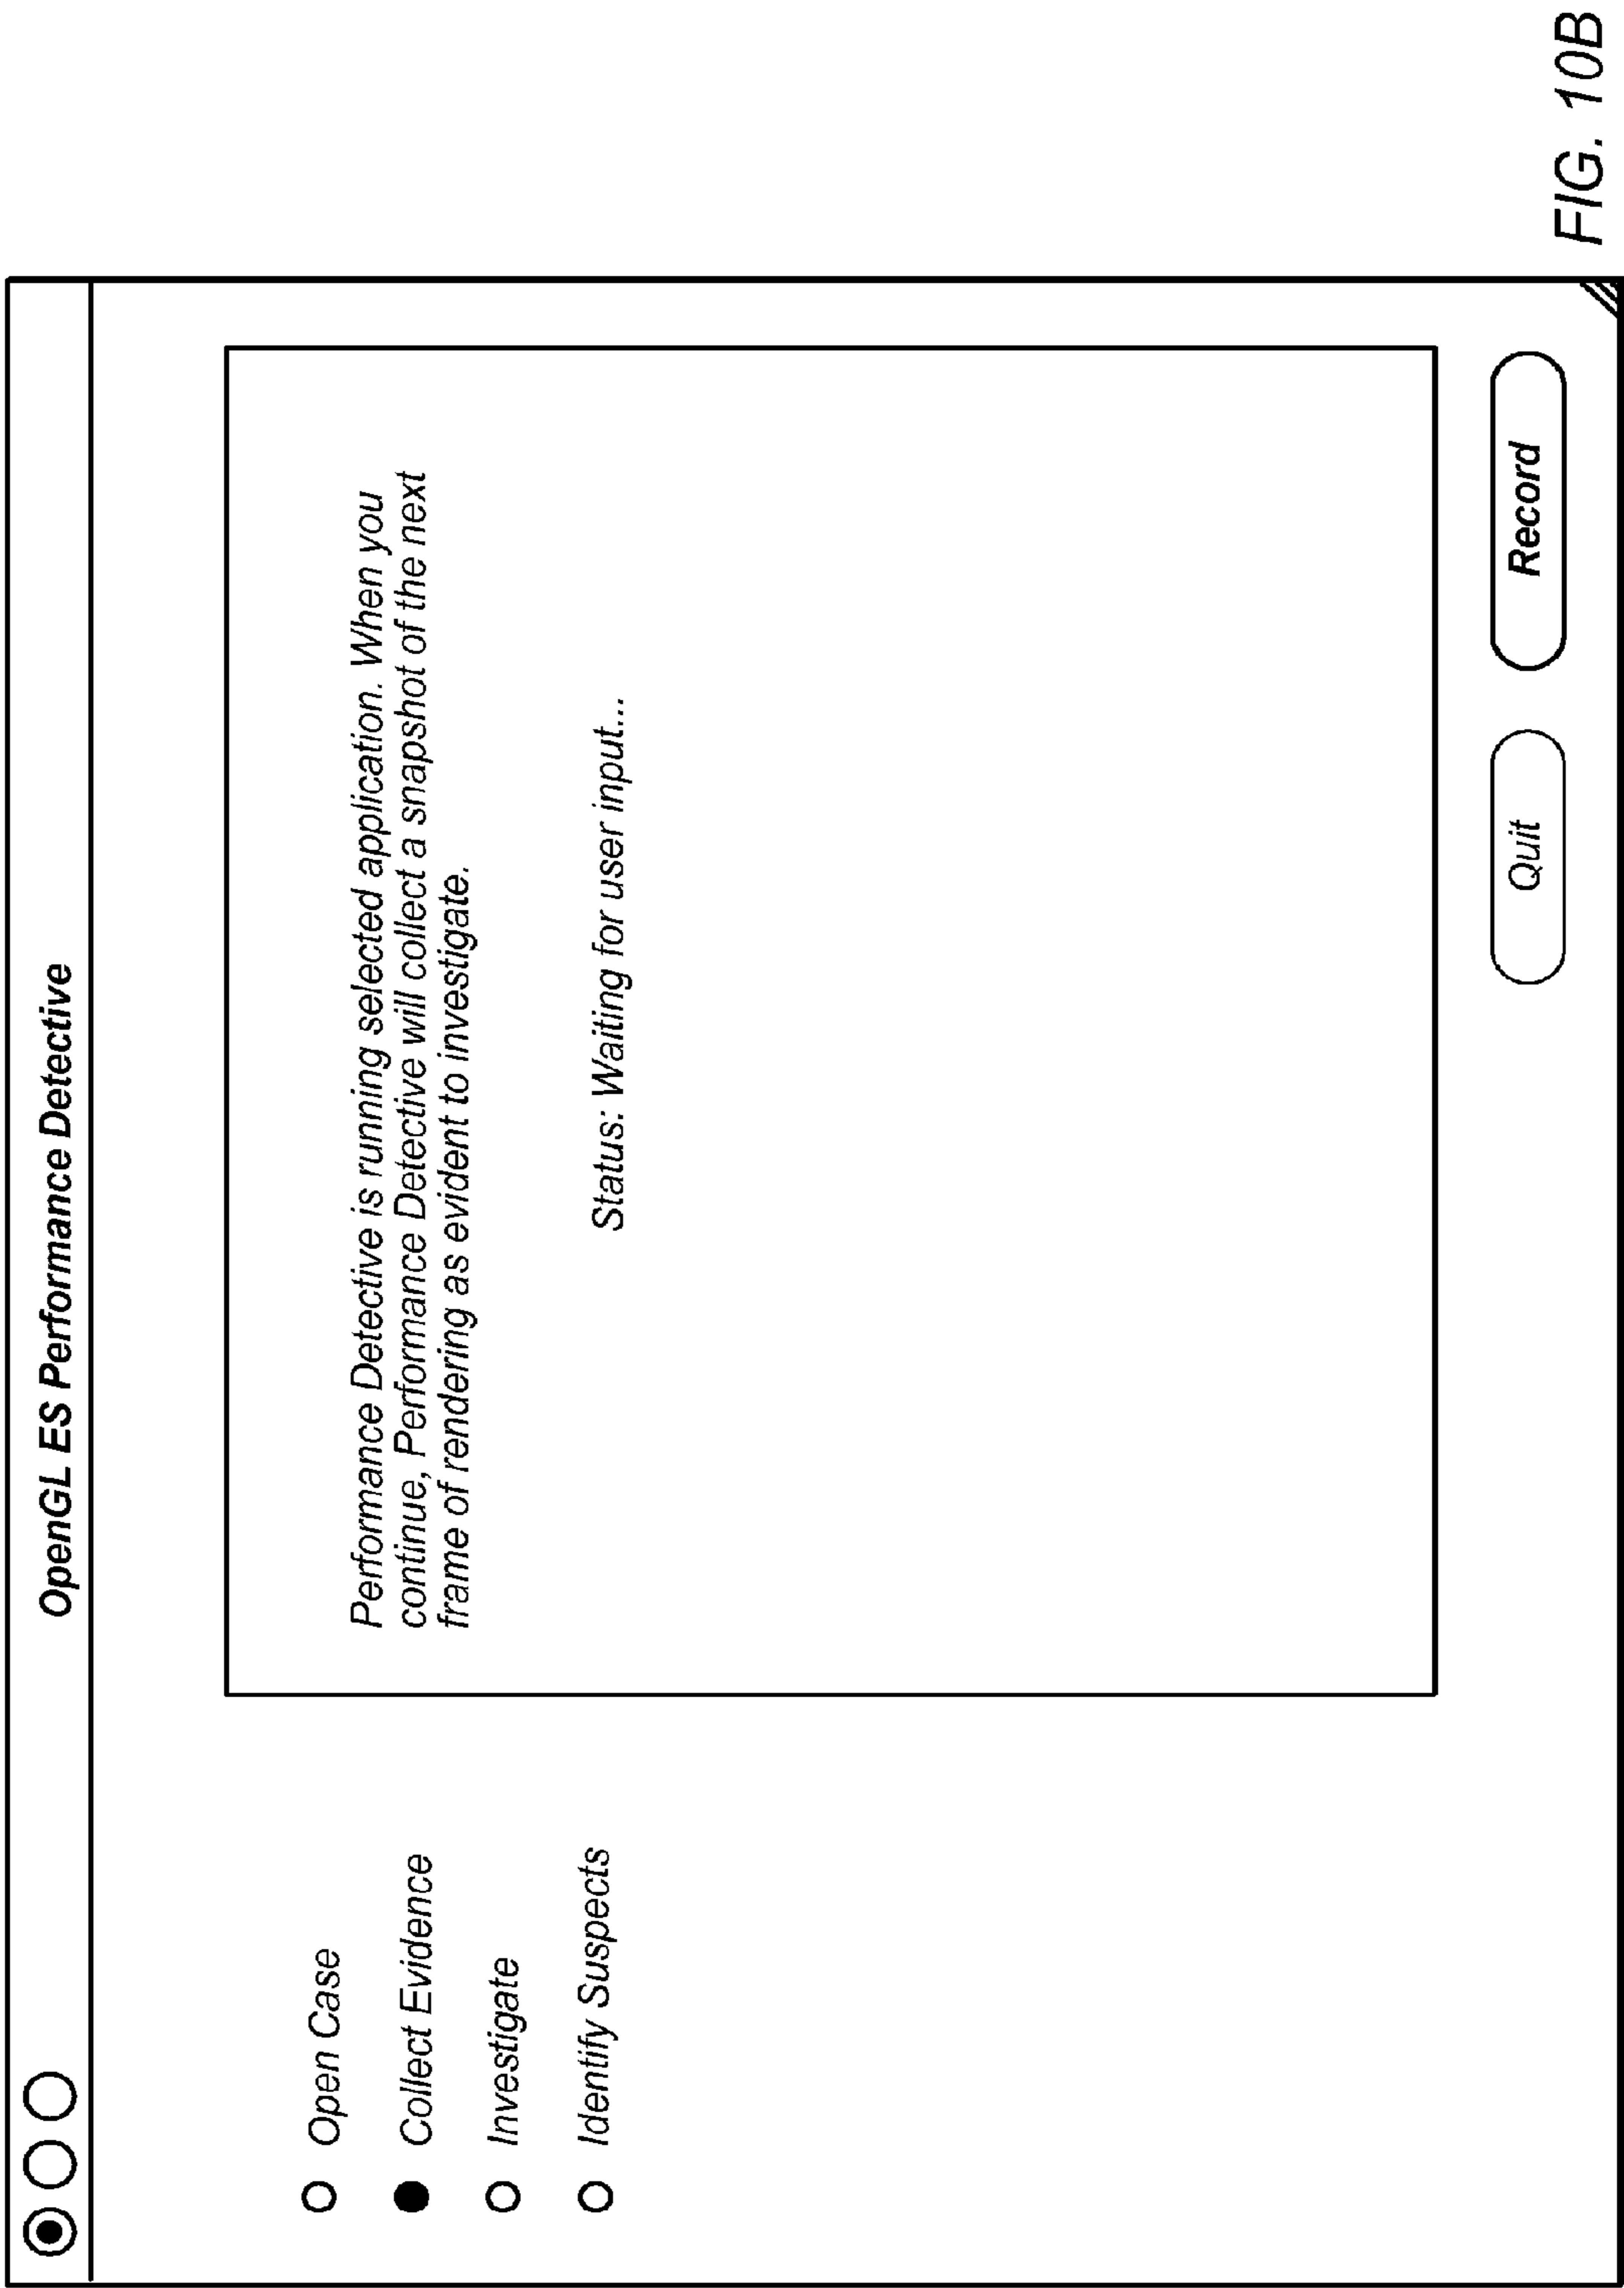 OpenGL ES Performance Detective
Open Case
Collect Evidence
Investigate
Identify Suspects
Performance Detective is running selected application. When you
continue, Performance Detective will collect a snapshot of the next
frame of rendering as evident to investigate.
Status: Waiting for user input...
Quit
Record
FIG. 10B